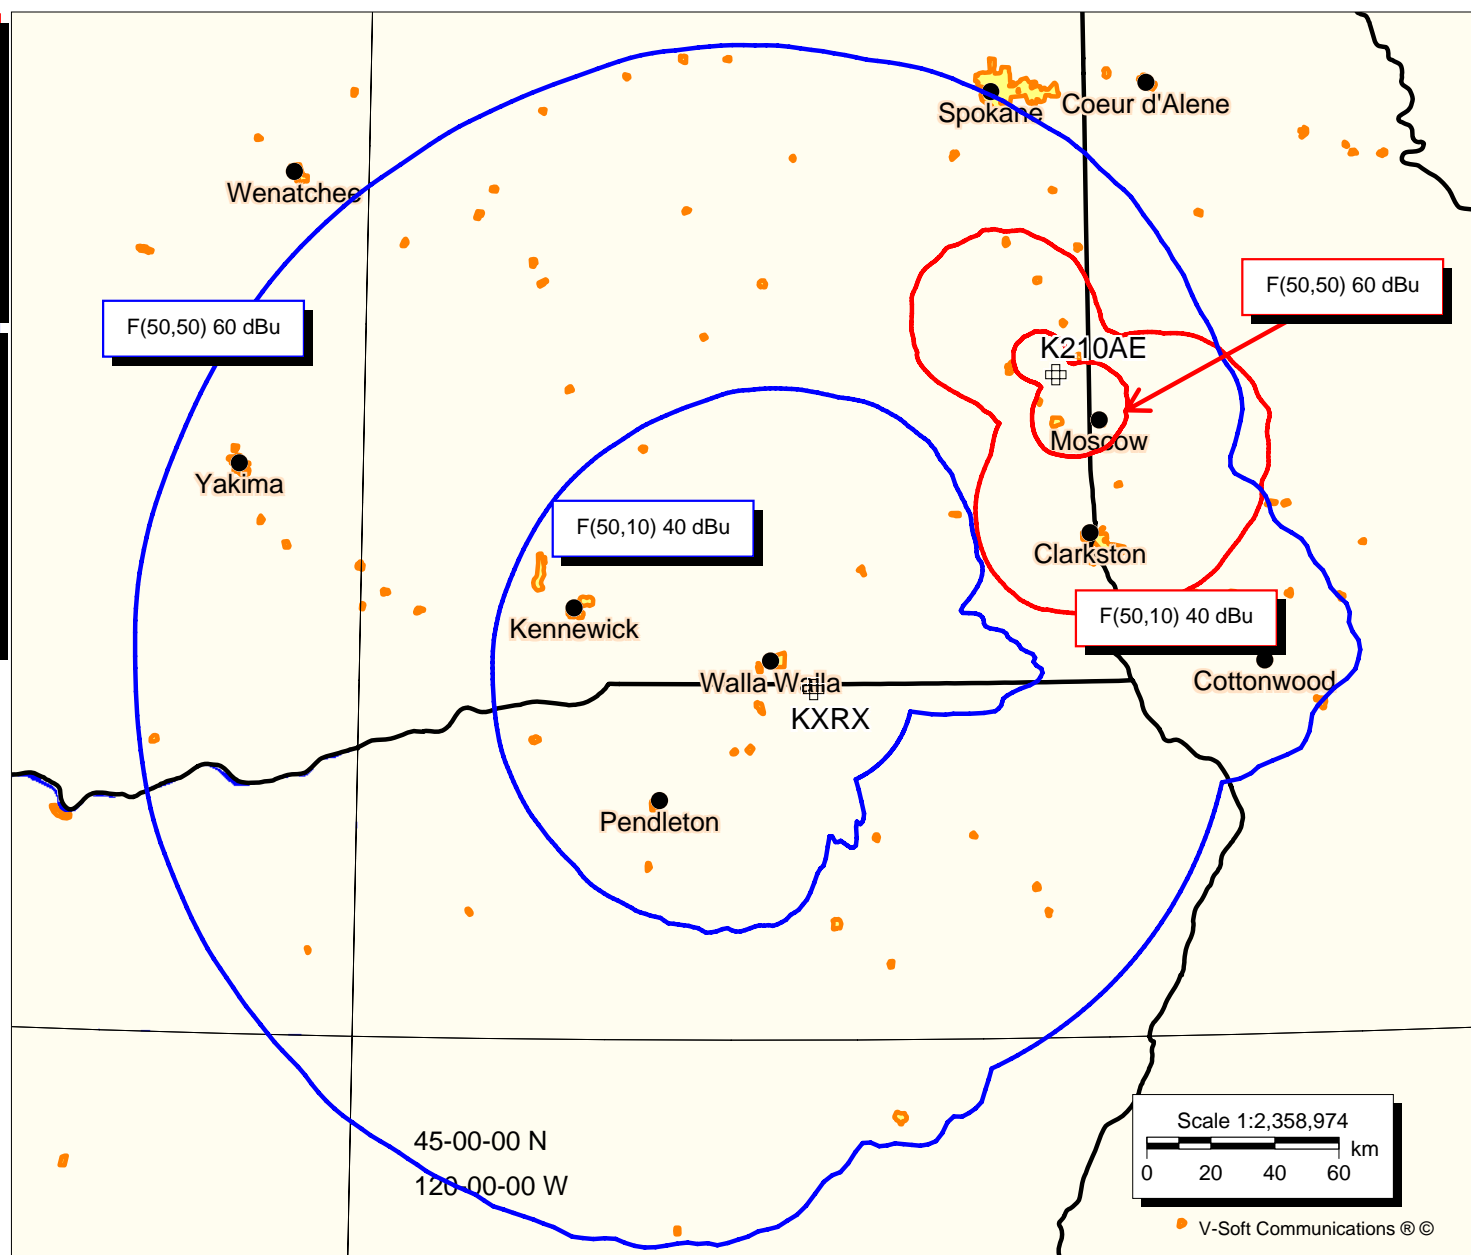 Spokane
Coeur d'Alene
Wenatchee
F(50,50) 60 dBu
F(50,50) 60 dBu
K210AE
Moscow
Yakima
F(50,10) 40 dBu
Clarkston
F(50,10) 40 dBu
Kennewick
Walla Walla
Cottonwood
KXRX
Pendleton
45-00-00 N
120-00-00 W
Scale 1:2,358,974
km
0 20 40 60
V-Soft Communications ® ©